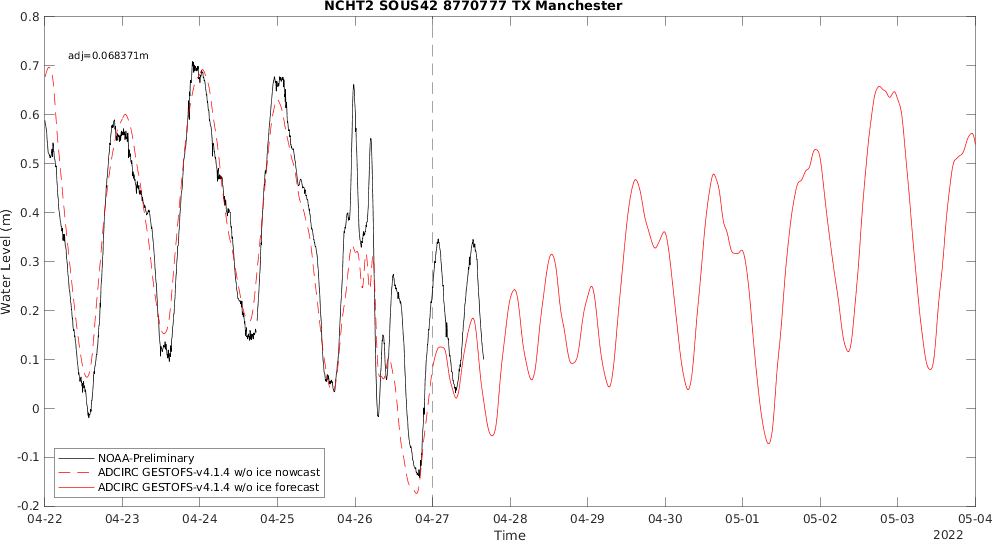 NCHT2 SOUS42 8770777 TX Manchester
0.8
0.7
0.6
0.5
0.4
0.3
0.2
0.1
0
-0.1
-0.2
Water Level (m)
adj=0.068371m
NOAA-Preliminary
ADCIRC GESTOFS-v4.1.4 w/o ice nowcast
ADCIRC GESTOFS-v4.1.4 w/o ice forecast
04-22 04-23 04-24 04-25 04-26 04-27 04-28 04-29 04-30 05-01 05-02 05-03 05-04
Time
2022